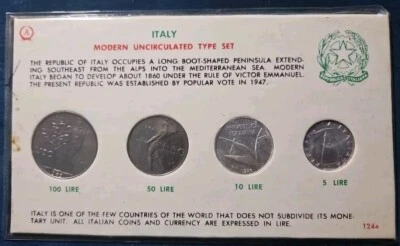 A
ITALY
MODERN UNCIRCULATED TYPE SET
THE REPUBLIC OF ITALY OCCUPIES A LONG BOOT-SHAPED PENINSULA EXTEND-
ING SOUTHEAST FROM THE ALPS INTO THE MEDITERRANEAN SEA. MODERN
ITALY BEGAN TO DEVELOP ABOUT 1860 UNDER THE RULE OF VICTOR EMMANUEL.
THE PRESENT REPUBLIC WAS ESTABLISHED BY POPULAR VOTE IN 1947.
100 LIRE
50 LIRE
10 LIRE
5 LIRE
ITALY IS ONE OF THE FEW COUNTRIES OF THE WORLD THAT DOES NOT SUBDIVIDE ITS MONE-
TARY UNIT. ALL ITALIAN COINS AND CURRENCY ARE EXPRESSED IN LIRE.
124a